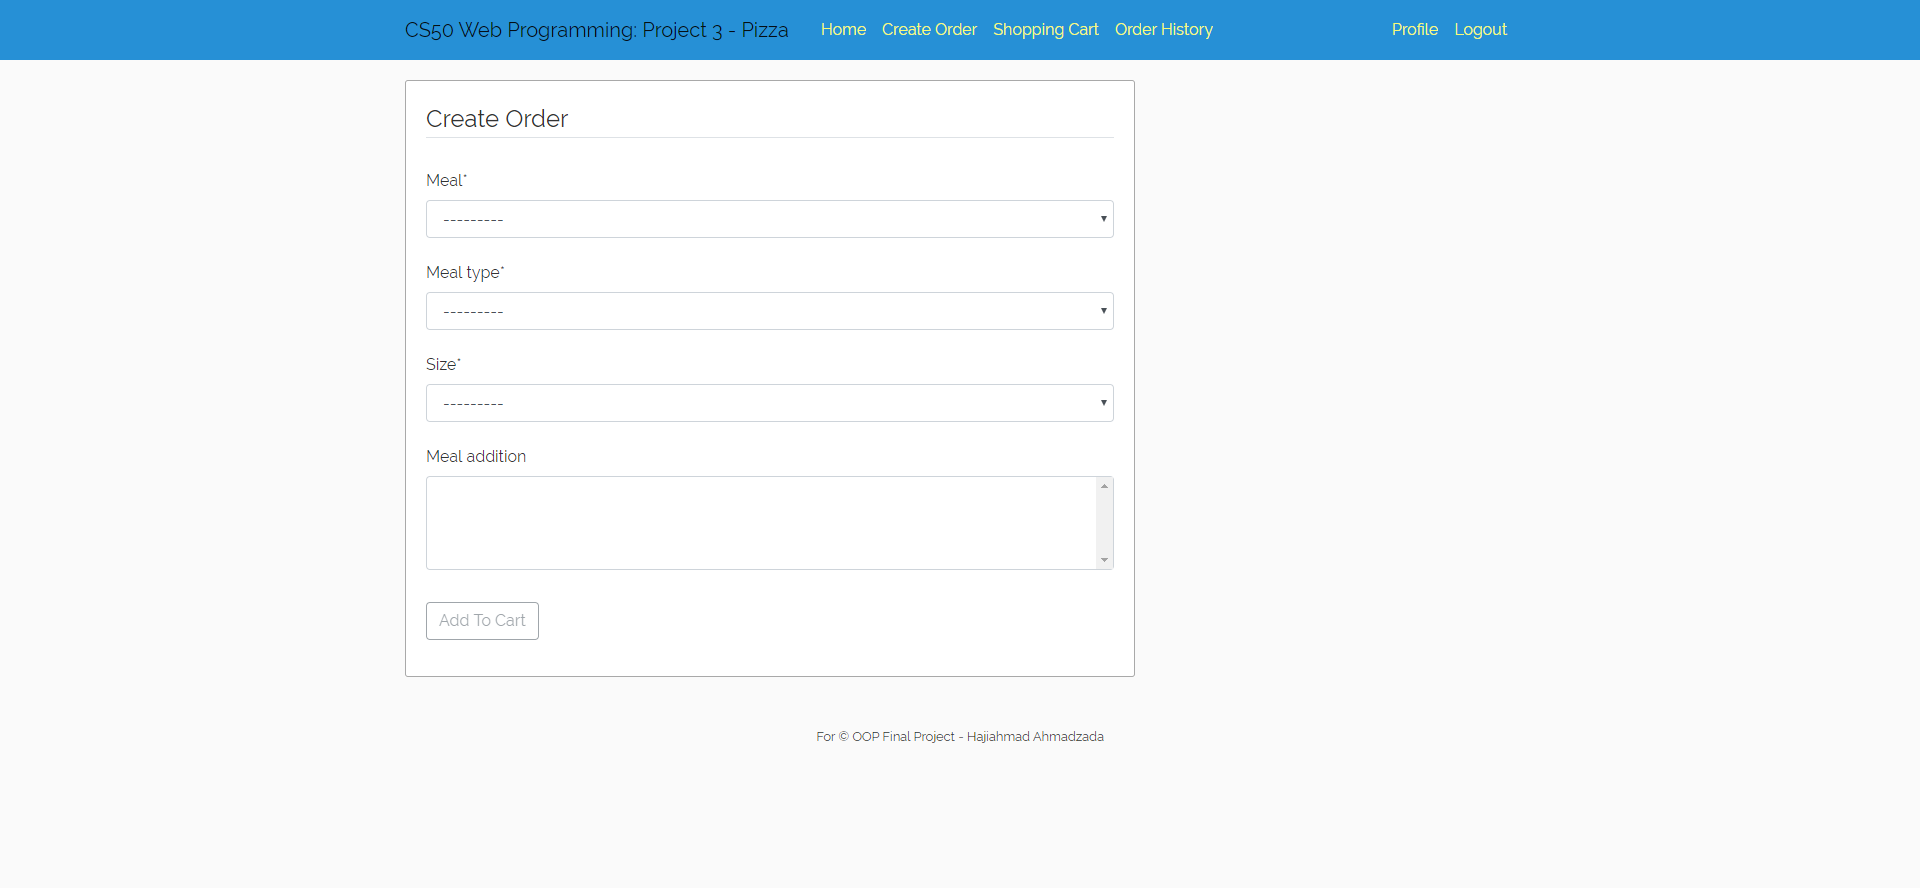 CS50 Web Programming: Project 3 - Pizza Home Create Order Shopping Cart Order History Profile Logout
Create Order
Meal*
---------
Meal type*
---------
Size*
---------
Meal addition
Add To Cart
For © OOP Final Project - Hajiahmad Ahmadzada